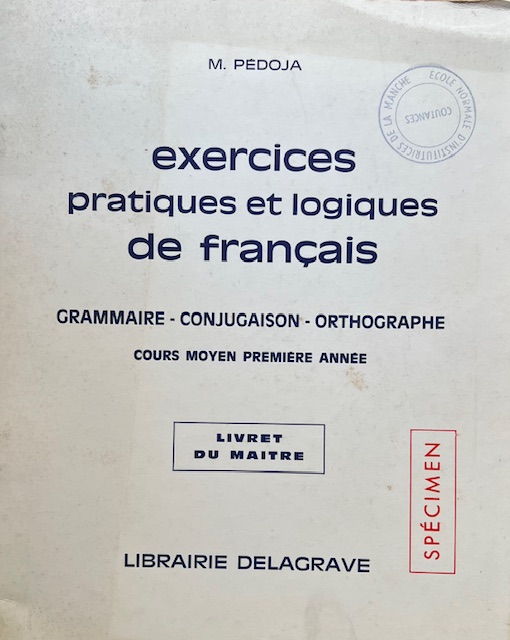 M. PÉDOJA
ECOLE NORMALE D'INSTITUTRICES DE LA MANCHE
COUTANCES
exercices
pratiques et logiques
de français
GRAMMAIRE - CONJUGAISON - ORTHOGRAPHE
COURS MOYEN PREMIÈRE ANNÉE
LIVRET
DU MAITRE
SPÉCIMEN
LIBRAIRIE DELAGRAVE